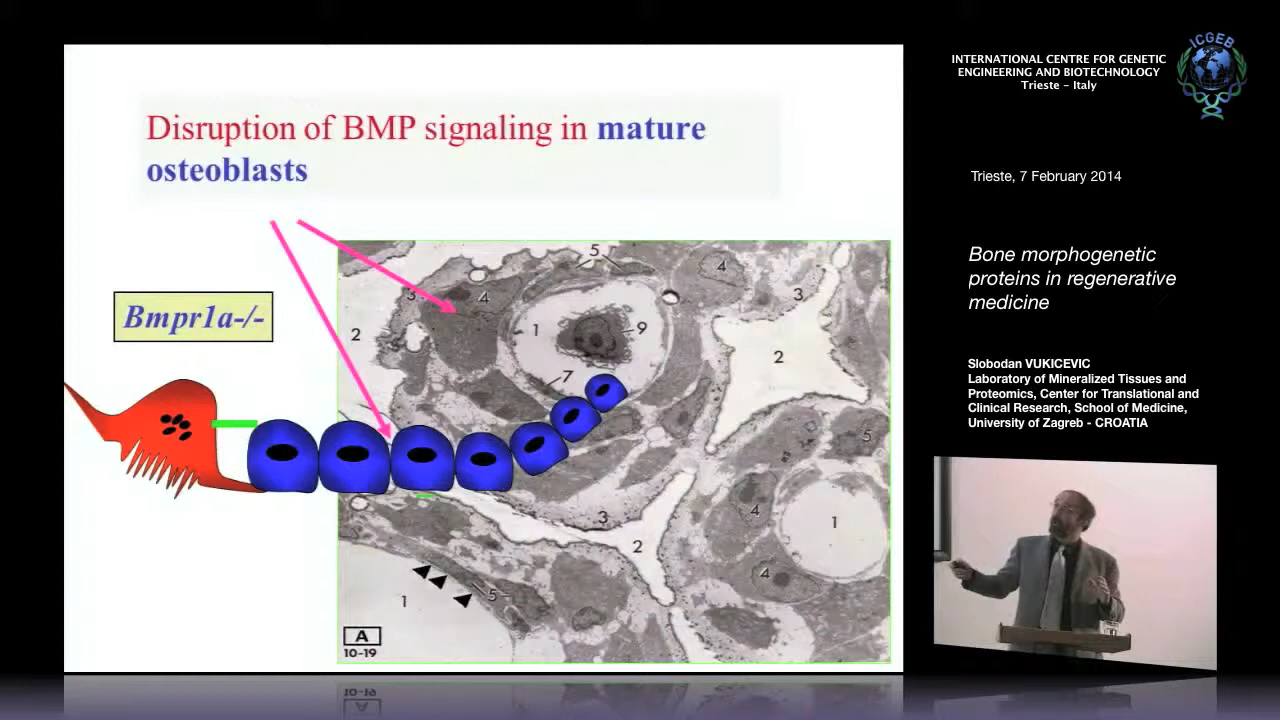 Disruption of BMP signaling in mature
osteoblasts
Bmpr1a-/-
5
4
3
4
3
2
1
9
2
7
5
4
3
1
2
4
5
1
A
10-19
ICGEB
INTERNATIONAL CENTRE FOR GENETIC
ENGINEERING AND BIOTECHNOLOGY
Trieste - Italy
Trieste, 7 February 2014
Bone morphogenetic
proteins in regenerative
medicine
Slobodan VUKICEVIC
Laboratory of Mineralized Tissues and
Proteomics, Center for Translational and
Clinical Research, School of Medicine,
University of Zagreb - CROATIA